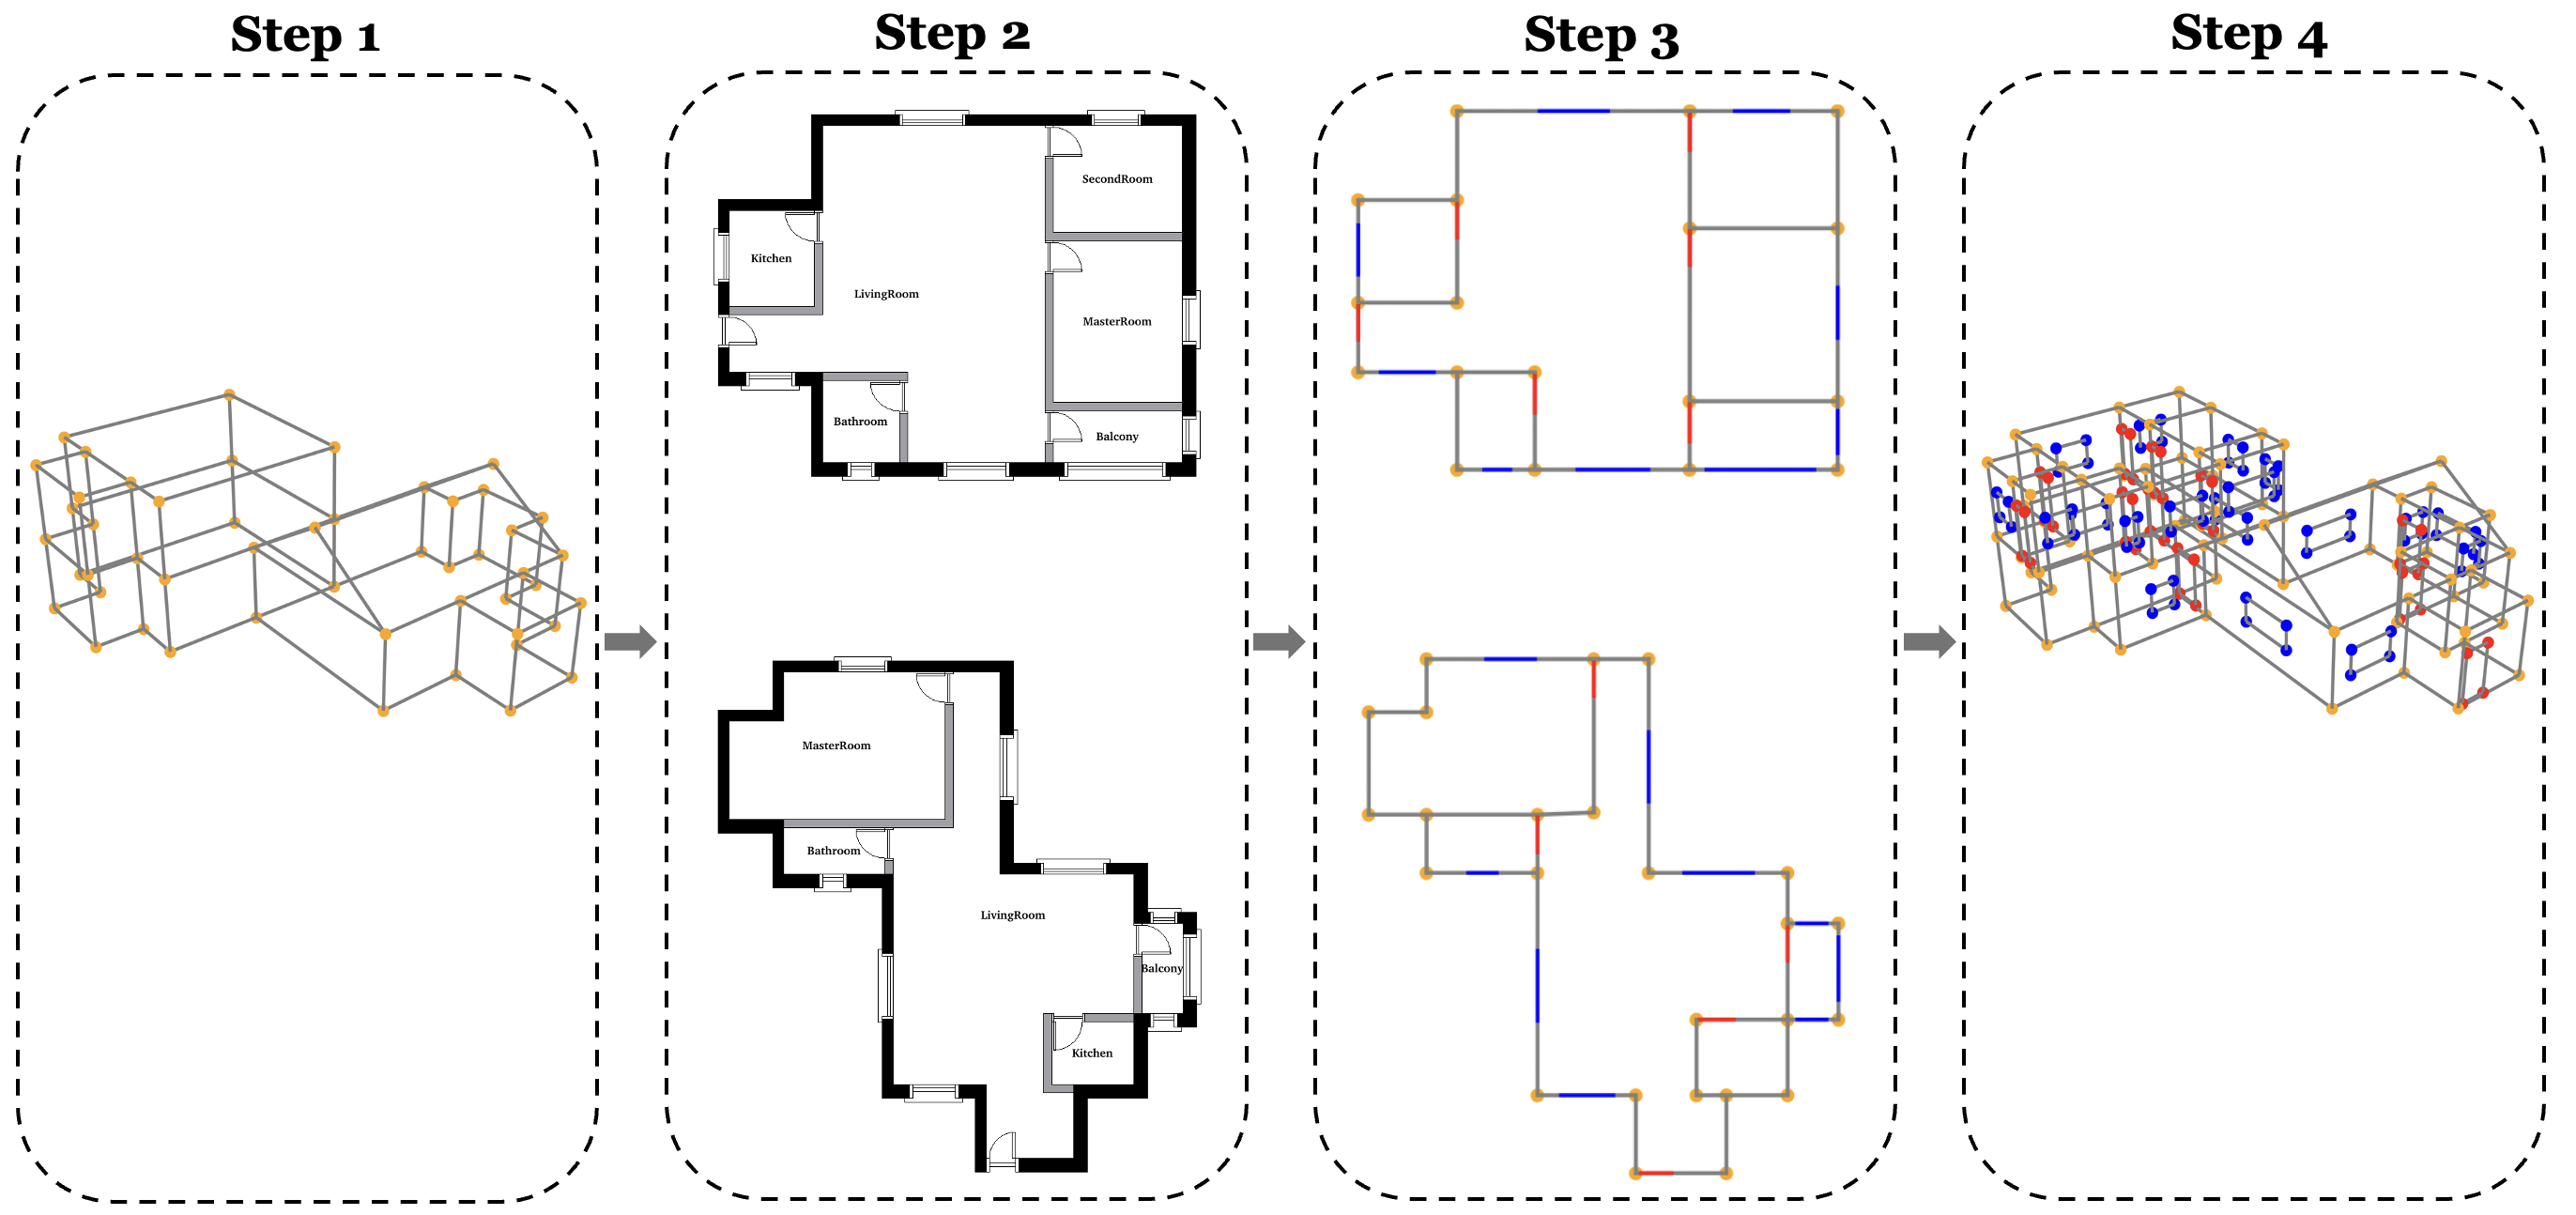 Step 1
Step 2
Step 3
Step 4
SecondRoom
Kitchen
LivingRoom
MasterRoom
Bathroom
Balcony
MasterRoom
Bathroom
LivingRoom
Balcony
Kitchen